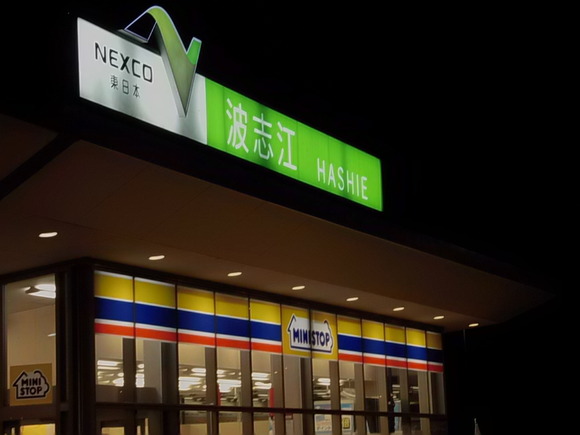 NEXCO
東日本
波志江 HASHIE
MINISTOP
MINI
STOP